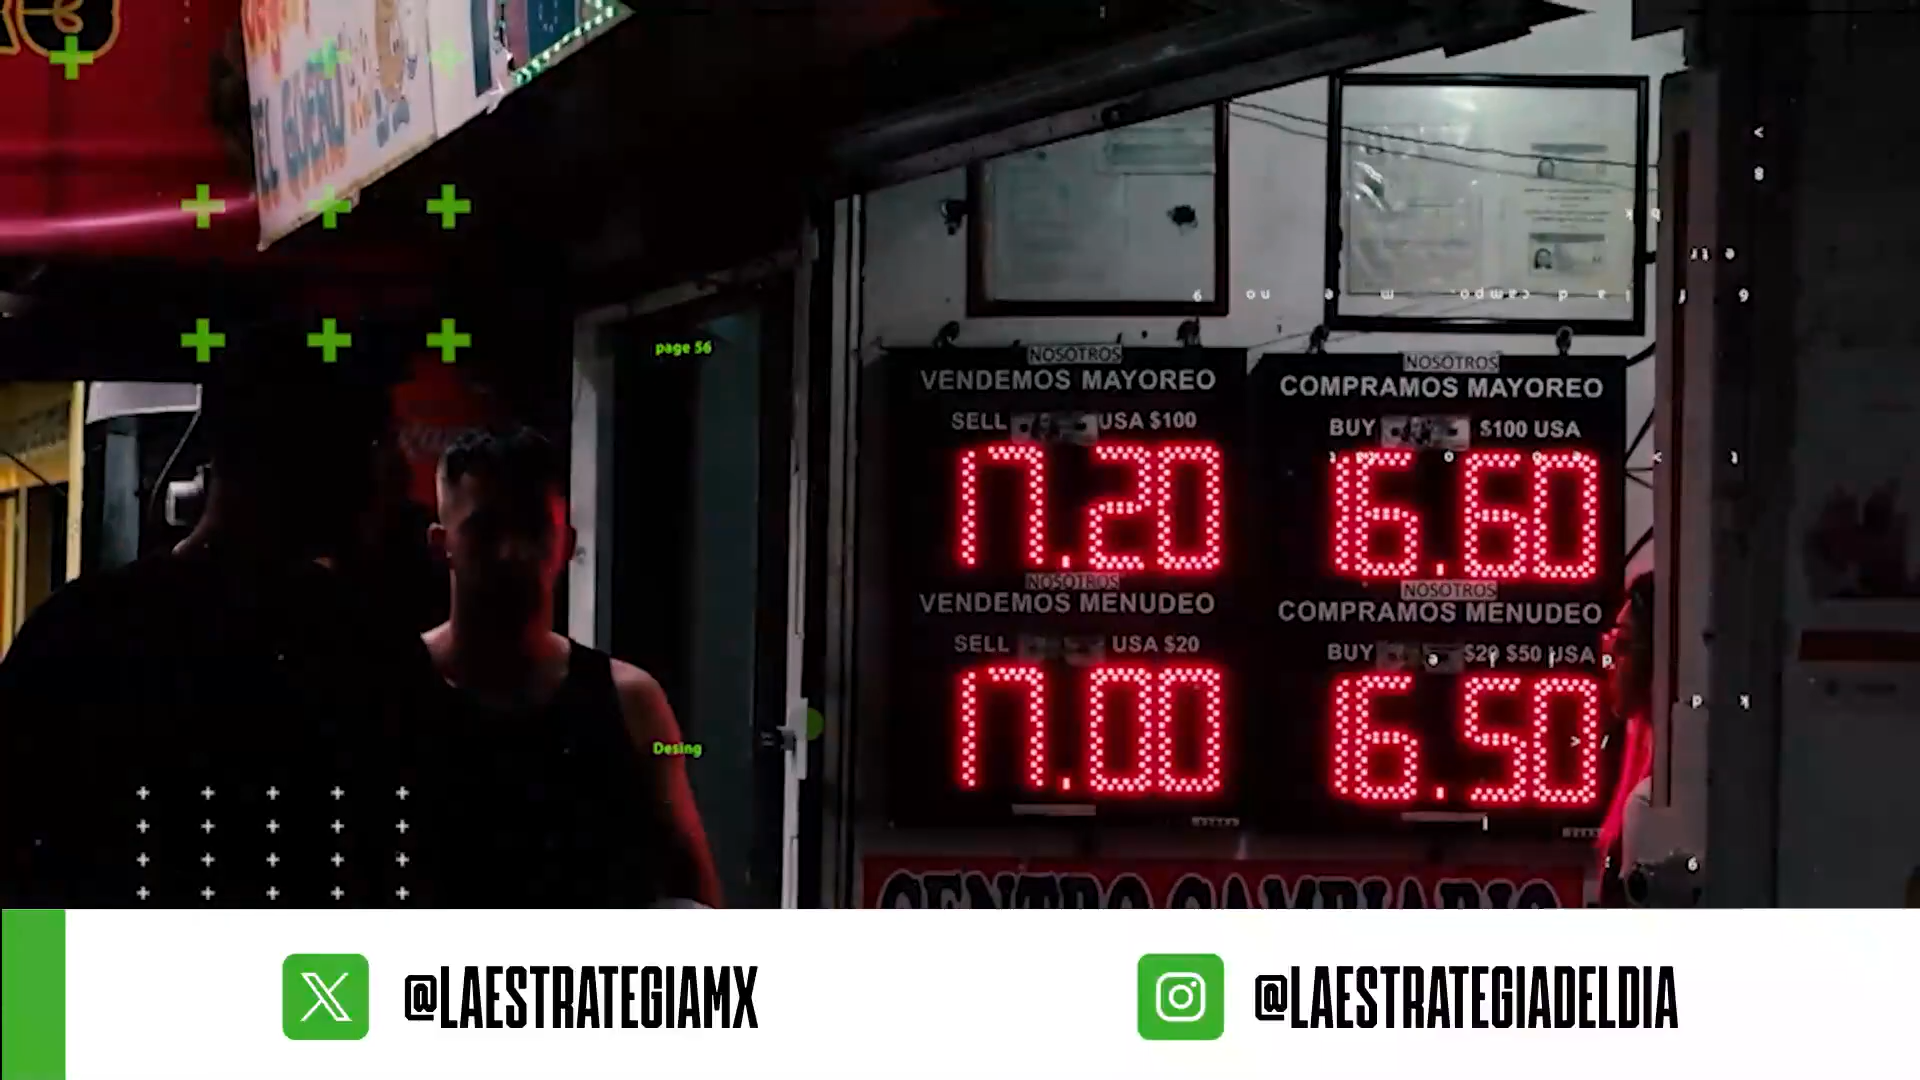 EL GÜERO
page 56
NOSOTROS
VENDEMOS MAYOREO
SELL USA $100
17.20
NOSOTROS
VENDEMOS MENUDEO
SELL USA $20
17.00
NOSOTROS
COMPRAMOS MAYOREO
BUY $100 USA
16.60
NOSOTROS
COMPRAMOS MENUDEO
BUY $20 $50 USA
16.50
Desing
CENTRO CAMBIARIO
@LAESTRATEGIAMX
@LAESTRATEGIADELDIA